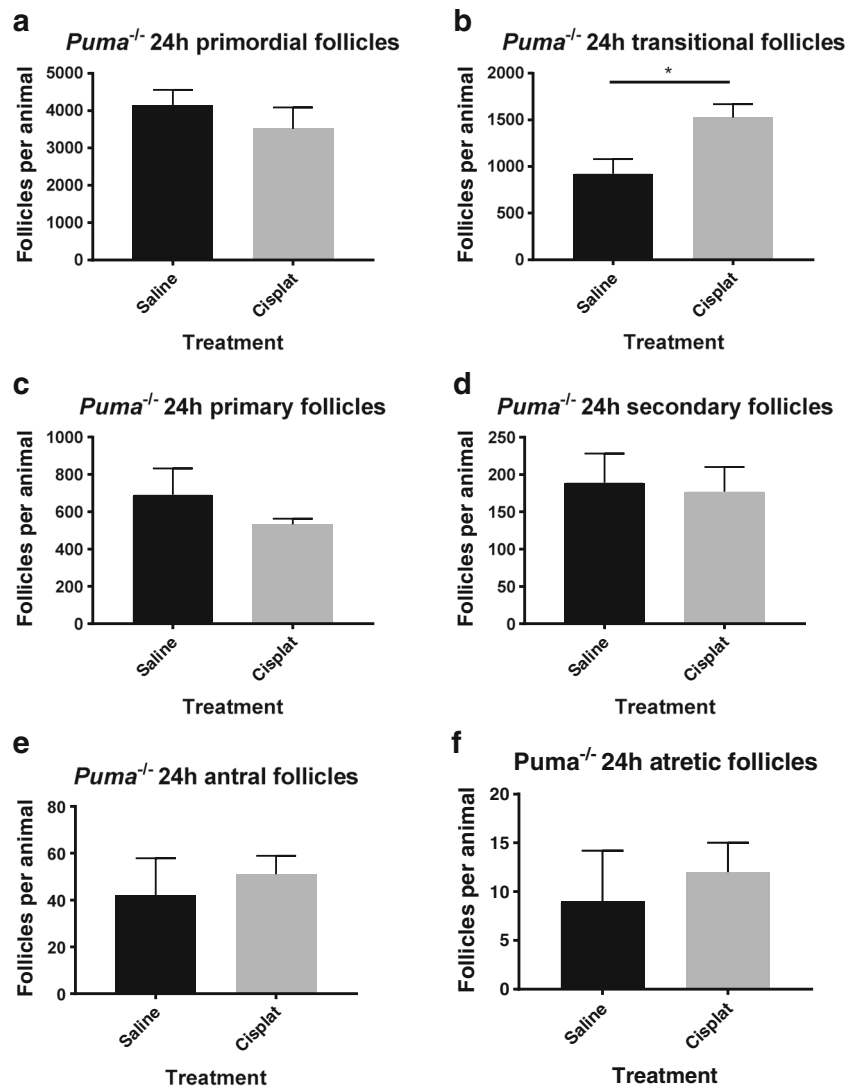 a
Puma-/- 24h primordial follicles
Follicles per animal
5000
4000
3000
2000
1000
0
Saline
Cisplat
Treatment
b
Puma-/- 24h transitional follicles
Follicles per animal
2000
1500
1000
500
0
*
Saline
Cisplat
Treatment
c
Puma-/- 24h primary follicles
Follicles per animal
1000
800
600
400
200
0
Saline
Cisplat
Treatment
d
Puma-/- 24h secondary follicles
Follicles per animal
250
200
150
100
50
0
Saline
Cisplat
Treatment
e
Puma-/- 24h antral follicles
Follicles per animal
80
60
40
20
0
Saline
Cisplat
Treatment
f
Puma-/- 24h atretic follicles
Follicles per animal
20
15
10
5
0
Saline
Cisplat
Treatment